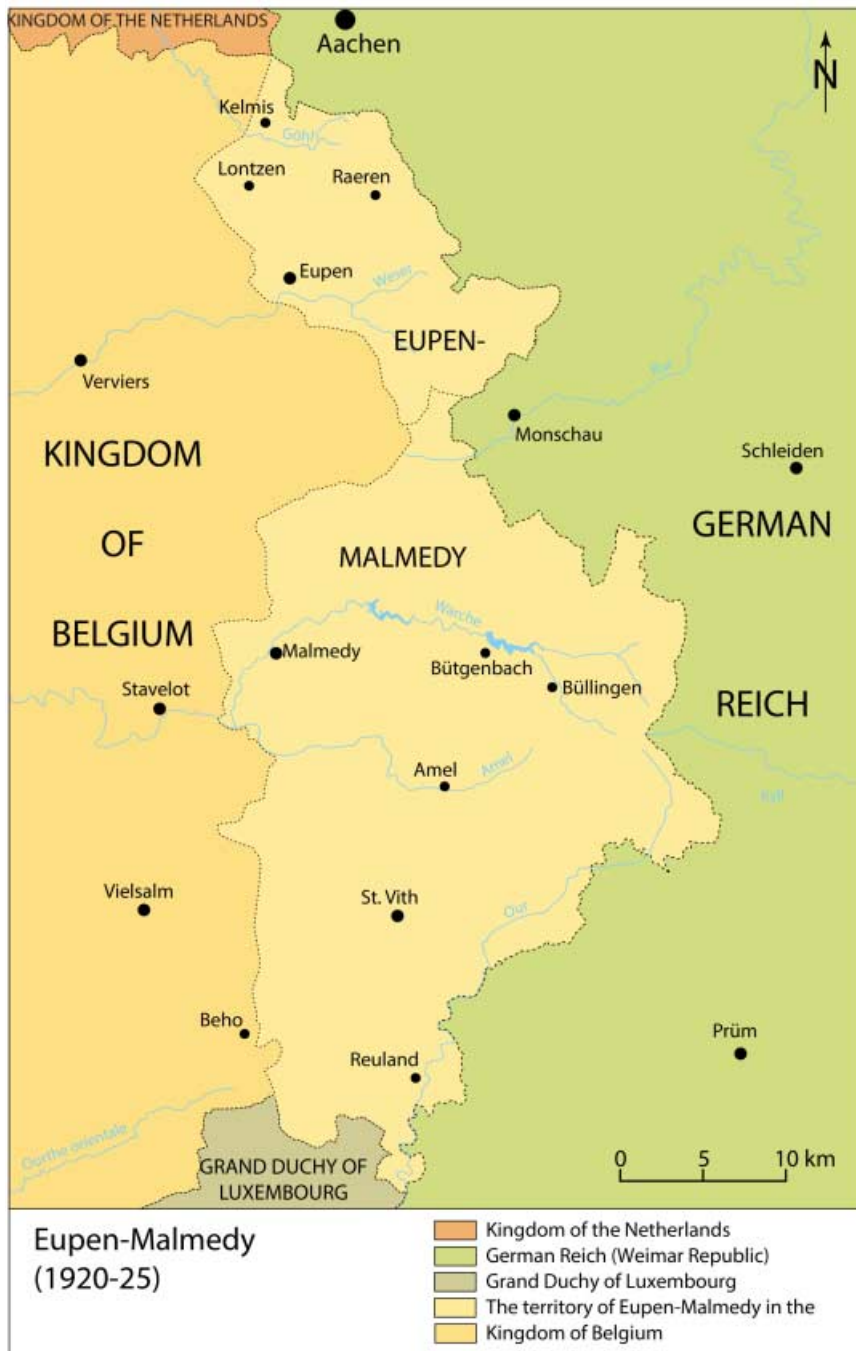 KINGDOM OF THE NETHERLANDS
Aachen
N
Kelmis
Göhl
Lontzen
Raeren
Eupen
Weser
EUPEN-
Verviers
Rur
Monschau
KINGDOM
Schleiden
OF
GERMAN
MALMEDY
Warche
BELGIUM
Malmedy
Bütgenbach
Stavelot
Büllingen
REICH
Amel
Amel
Kyll
Vielsalm
St. Vith
Our
Beho
Prüm
Reuland
Ourthe orientale
GRAND DUCHY OF
LUXEMBOURG
0 5 10 km
Eupen-Malmedy
(1920-25)
Kingdom of the Netherlands
German Reich (Weimar Republic)
Grand Duchy of Luxembourg
The territory of Eupen-Malmedy in the
Kingdom of Belgium